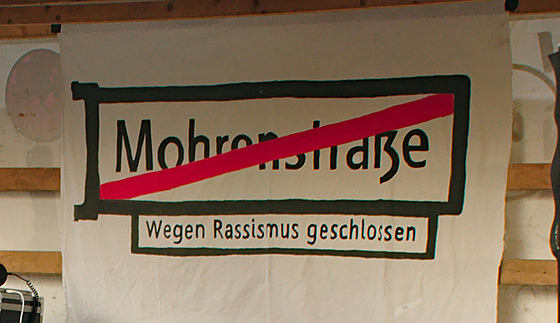 Mohrenstraße
Wegen Rassismus geschlossen